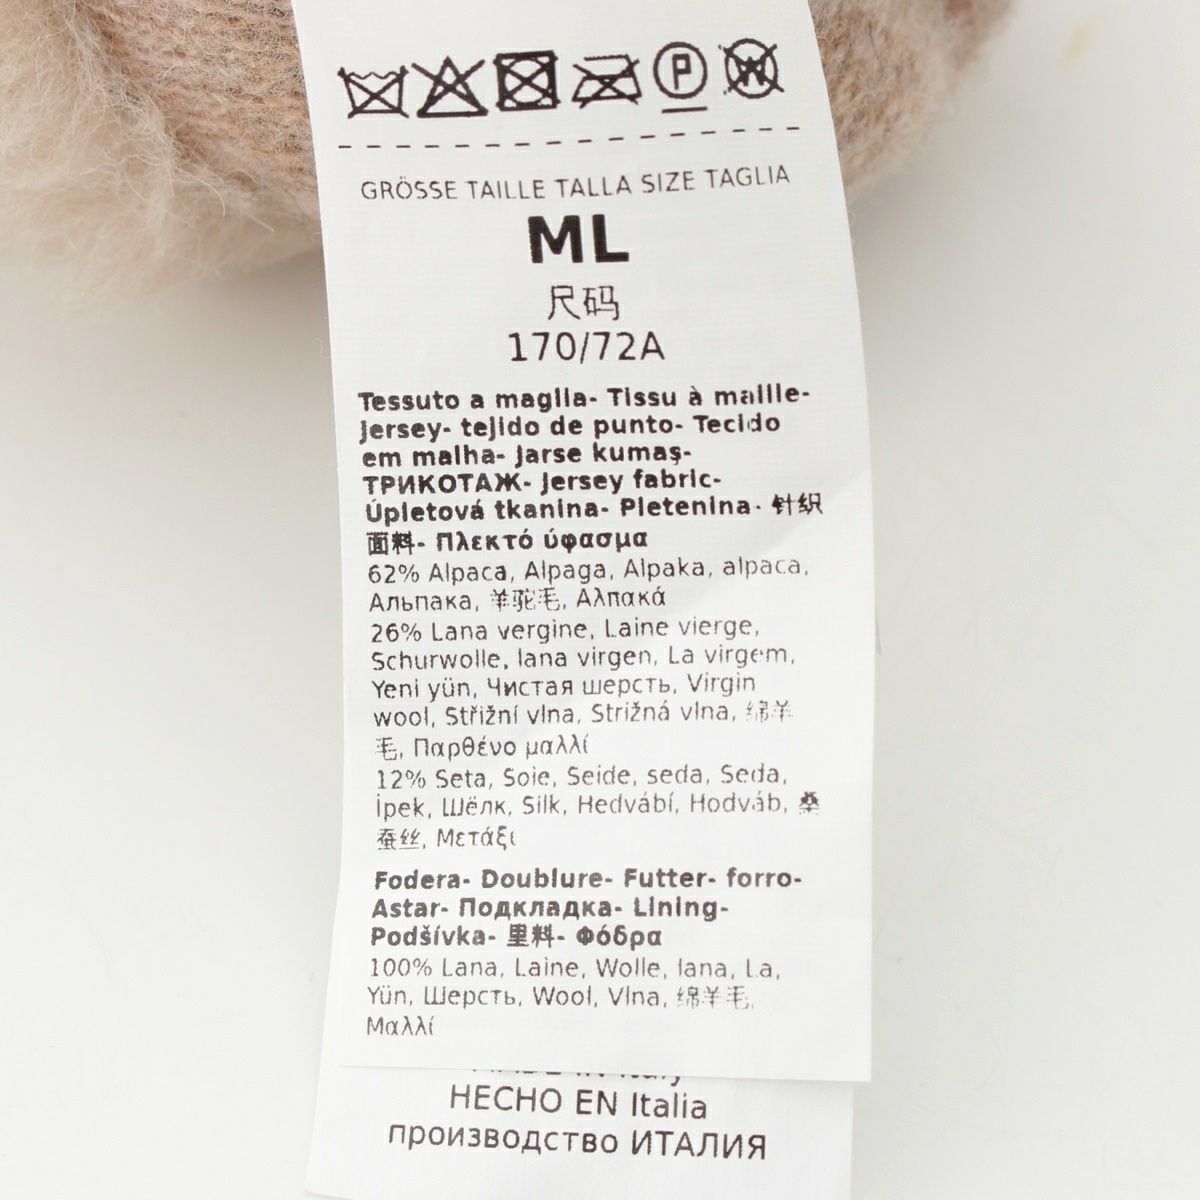 P
W
GRÖSSE TAILLE TALLA SIZE TAGLIA
ML
尺码
170/72A
Tessuto a maglia- Tissu à maille-
Jersey- tejido de punto- Tecido
em malha- Jarse kumaş-
ТРИКОТАЖ- Jersey fabric-
Úpletová tkanina- Pletenina- 针织
面料- Πλεκτό ύφασμα
62% Alpaca, Alpaga, Alpaka, alpaca,
Альпака, 羊驼毛, Αλπακά
26% Lana vergine, Laine vierge,
Schurwolle, lana virgen, La virgem,
Yeni yün, Чистая шерсть, Virgin
wool, Střižní vlna, Strižná vlna, 绵羊
毛, Παρθένο μαλλί
12% Seta, Soie, Seide, seda, Seda,
İpek, Шёлк, Silk, Hedvábí, Hodváb, 桑
蚕丝, Μετάξι
Fodera- Doublure- Futter- forro-
Astar- Подкладка- Lining-
Podšívka- 里料- Φόδρα
100% Lana, Laine, Wolle, lana, La,
Yün, Шерсть, Wool, Vlna, 绵羊毛,
Μαλλί
HECHO EN Italia
производство ИТАЛИЯ